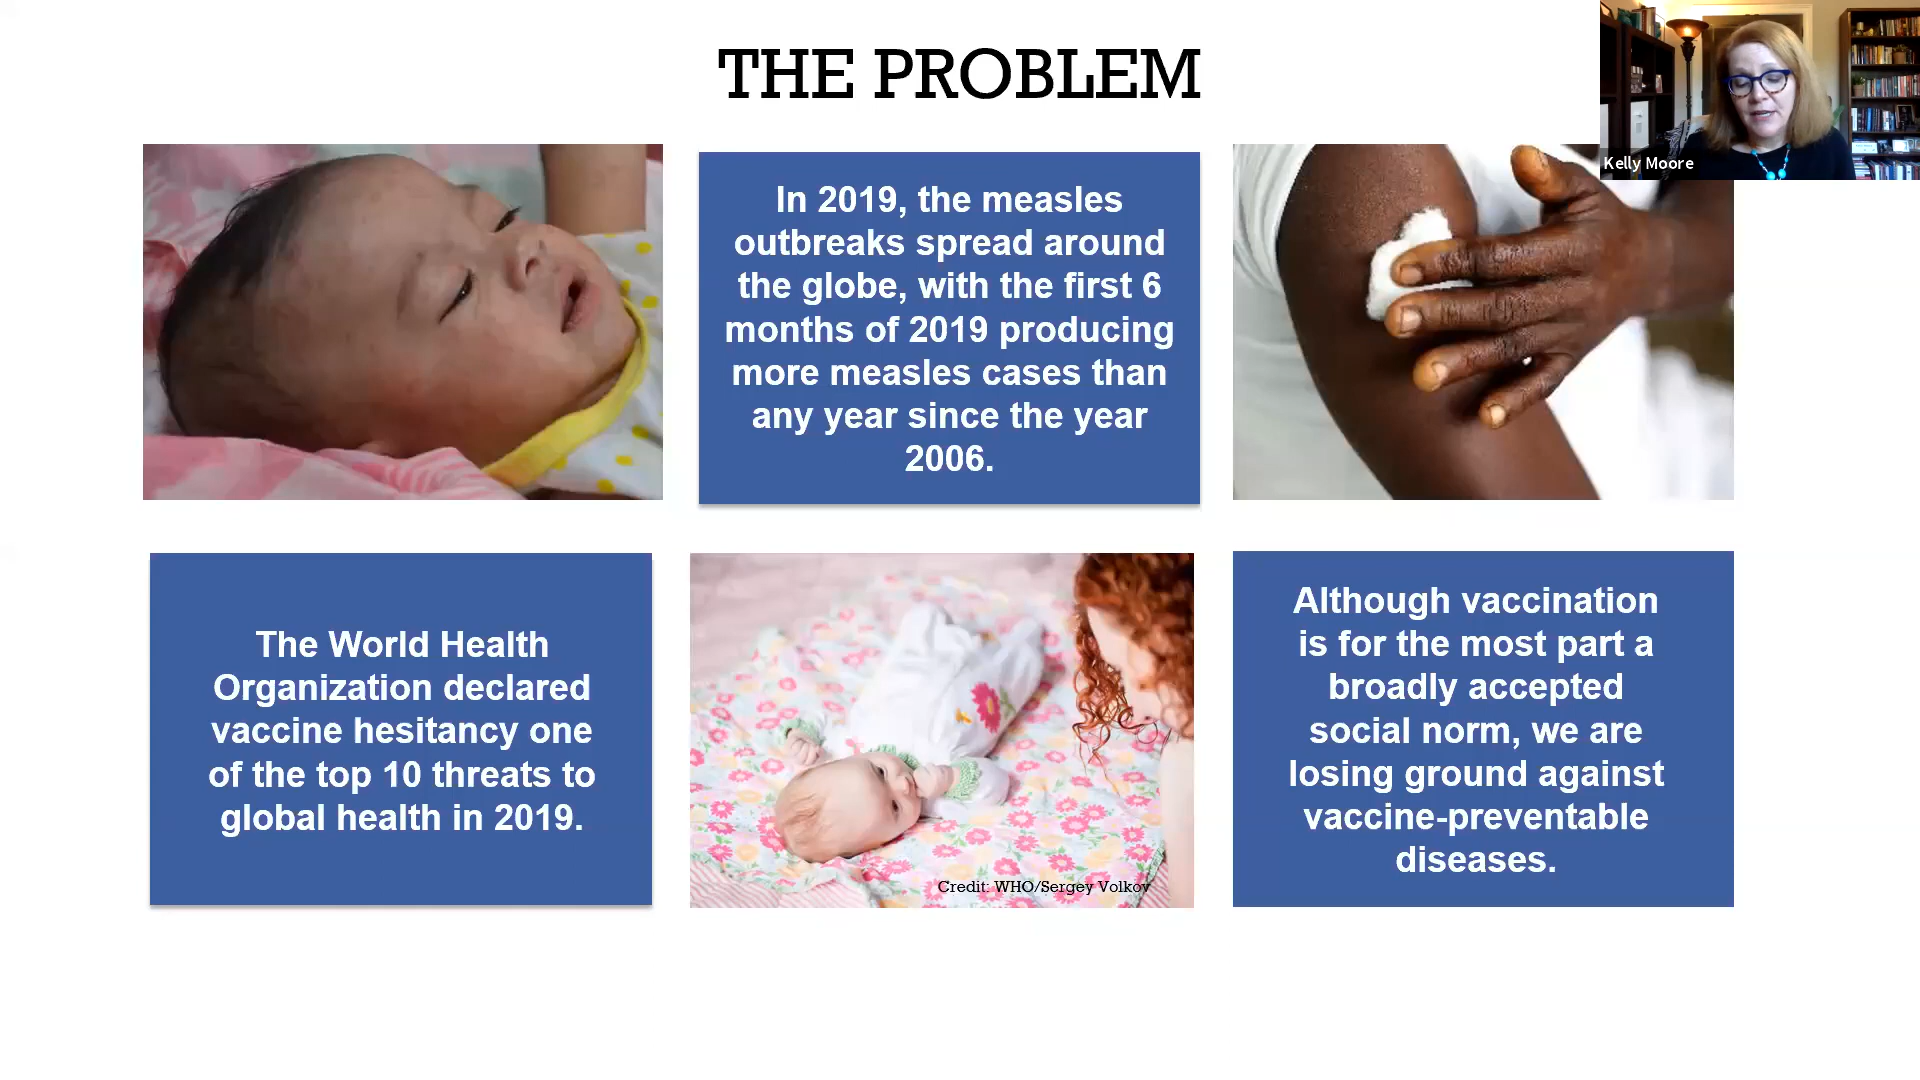 THE PROBLEM
Kelly Moore
In 2019, the measles
outbreaks spread around
the globe, with the first 6
months of 2019 producing
more measles cases than
any year since the year
2006.
The World Health
Organization declared
vaccine hesitancy one
of the top 10 threats to
global health in 2019.
Credit: WHO/Sergey Volkov
Although vaccination
is for the most part a
broadly accepted
social norm, we are
losing ground against
vaccine-preventable
diseases.